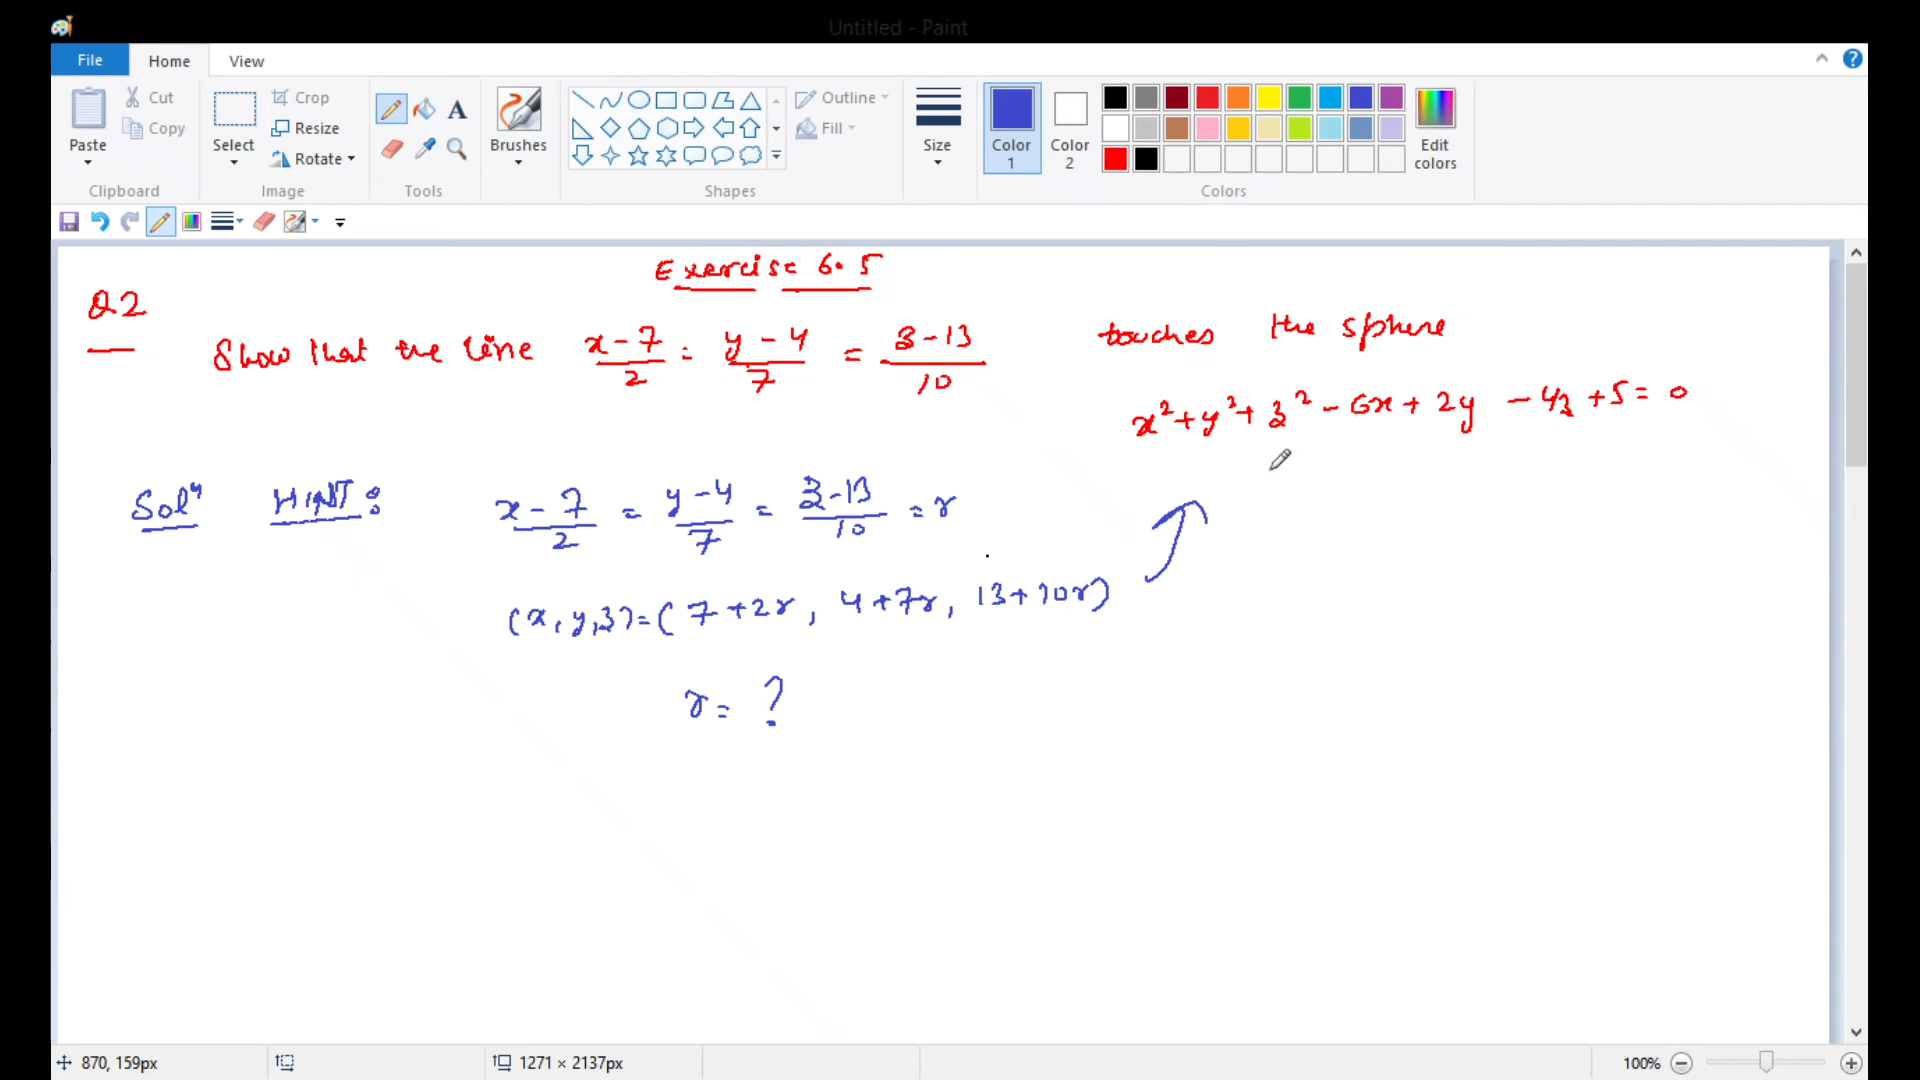 Untitled - Paint
File Home View
Cut Crop Outline
Copy Resize Fill
Paste Select Rotate Brushes Size Color 1 Color 2 Edit colors
Clipboard Image Tools Shapes Colors
Exercise 6.5
Q2
Show that the line x-7/2 = y-4/7 = z-13/10 touches the sphere
x²+y²+z²-6x+2y-4z+5=0
Solⁿ HINT: x-7/2 = y-4/7 = z-13/10 = r
(x,y,z)=(7+2r, 4+7r, 13+10r)
r= ?
870, 159px 1271 × 2137px 100%